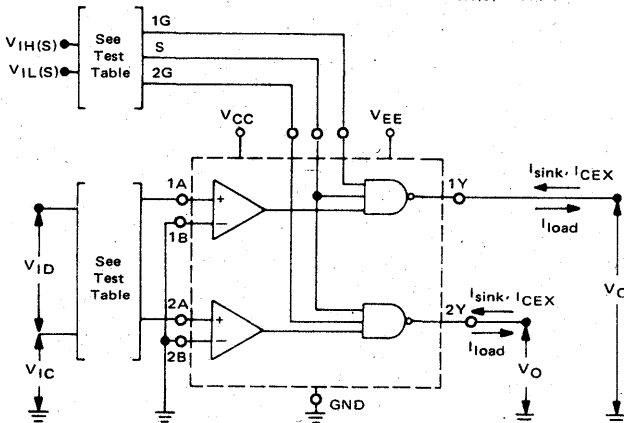 1G
V_IH(S)
See
Test
Table
S
V_IL(S)
2G
V_CC
V_EE
1A
+
1Y
I_sink, I_CEX
1B
−
I_load
V_ID
See
Test
Table
V_O
2A
+
2Y
I_sink, I_CEX
2B
−
I_load
V_IC
V_O
GND